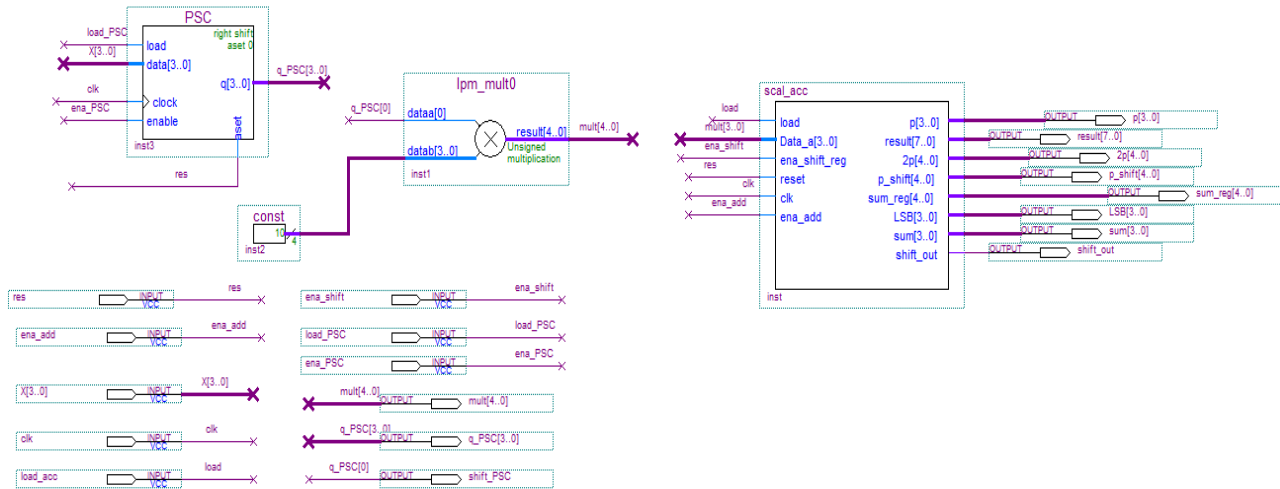 PSC
load_PSC
X[3..0]
clk
ena_PSC
right shift
aset 0
load
data[3..0]
q[3..0]
clock
enable
aset
inst3
q_PSC[3..0]
res
lpm_mult0
q_PSC[0]
dataa[0]
result[4..0]
mult[4..0]
Unsigned
multiplication
datab[3..0]
inst1
const
10
4
inst2
scal_acc
load
mult[3..0]
ena_shift
res
clk
ena_add
load
Data_a[3..0]
ena_shift_reg
reset
clk
ena_add
p[3..0]
result[7..0]
2p[4..0]
p_shift[4..0]
sum_reg[4..0]
LSB[3..0]
sum[3..0]
shift_out
inst
OUTPUT p[3..0]
OUTPUT result[7..0]
OUTPUT 2p[4..0]
OUTPUT p_shift[4..0]
OUTPUT sum_reg[4..0]
OUTPUT LSB[3..0]
OUTPUT sum[3..0]
OUTPUT shift_out
res INPUT VCC res
ena_add INPUT VCC ena_add
X[3..0] INPUT VCC X[3..0]
clk INPUT VCC clk
load_acc INPUT VCC load
ena_shift INPUT VCC ena_shift
load_PSC INPUT VCC load_PSC
ena_PSC INPUT VCC ena_PSC
mult[4..0] OUTPUT mult[4..0]
q_PSC[3..0] OUTPUT q_PSC[3..0]
q_PSC[0] OUTPUT shift_PSC